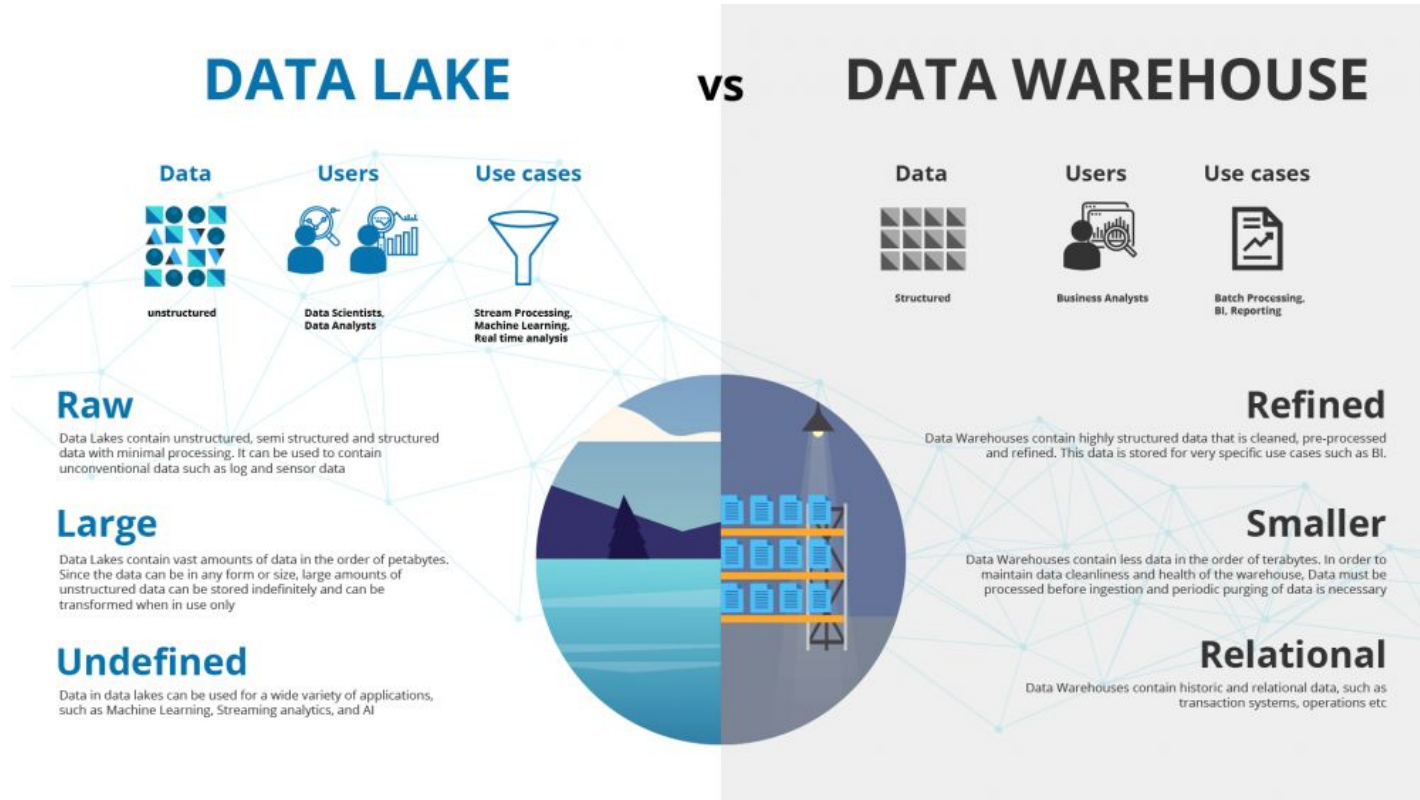 DATA LAKE
vs
DATA WAREHOUSE
Data
Users
Use cases
unstructured
Data Scientists,
Data Analysts
Stream Processing,
Machine Learning,
Real time analysis
Data
Users
Use cases
Structured
Business Analysts
Batch Processing,
BI, Reporting
Raw
Data Lakes contain unstructured, semi structured and structured
data with minimal processing. It can be used to contain
unconventional data such as log and sensor data
Large
Data Lakes contain vast amounts of data in the order of petabytes.
Since the data can be in any form or size, large amounts of
unstructured data can be stored indefinitely and can be
transformed when in use only
Undefined
Data in data lakes can be used for a wide variety of applications,
such as Machine Learning, Streaming analytics, and AI
Refined
Data Warehouses contain highly structured data that is cleaned, pre-processed
and refined. This data is stored for very specific use cases such as BI.
Smaller
Data Warehouses contain less data in the order of terabytes. In order to
maintain data cleanliness and health of the warehouse, Data must be
processed before ingestion and periodic purging of data is necessary
Relational
Data Warehouses contain historic and relational data, such as
transaction systems, operations etc